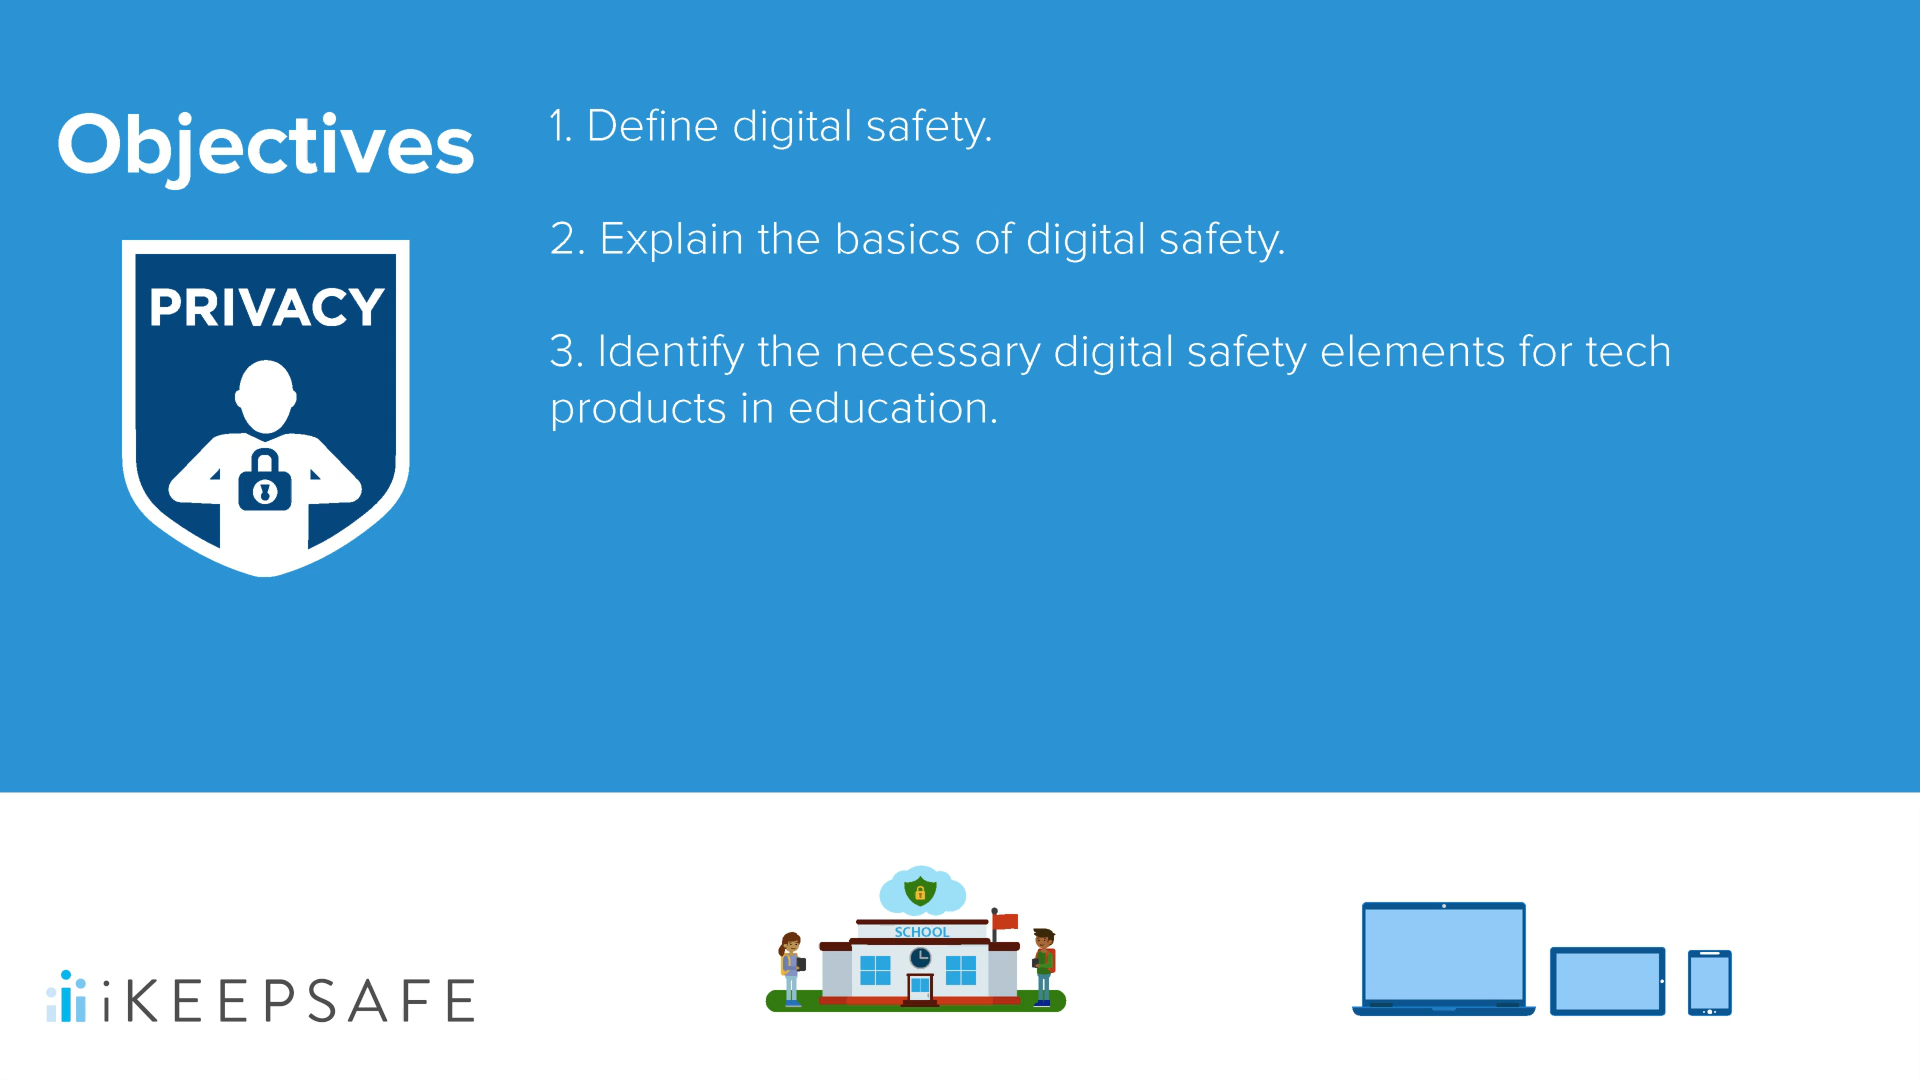 Objectives
PRIVACY
1. Define digital safety.
2. Explain the basics of digital safety.
3. Identify the necessary digital safety elements for tech
products in education.
iKEEPSAFE
SCHOOL